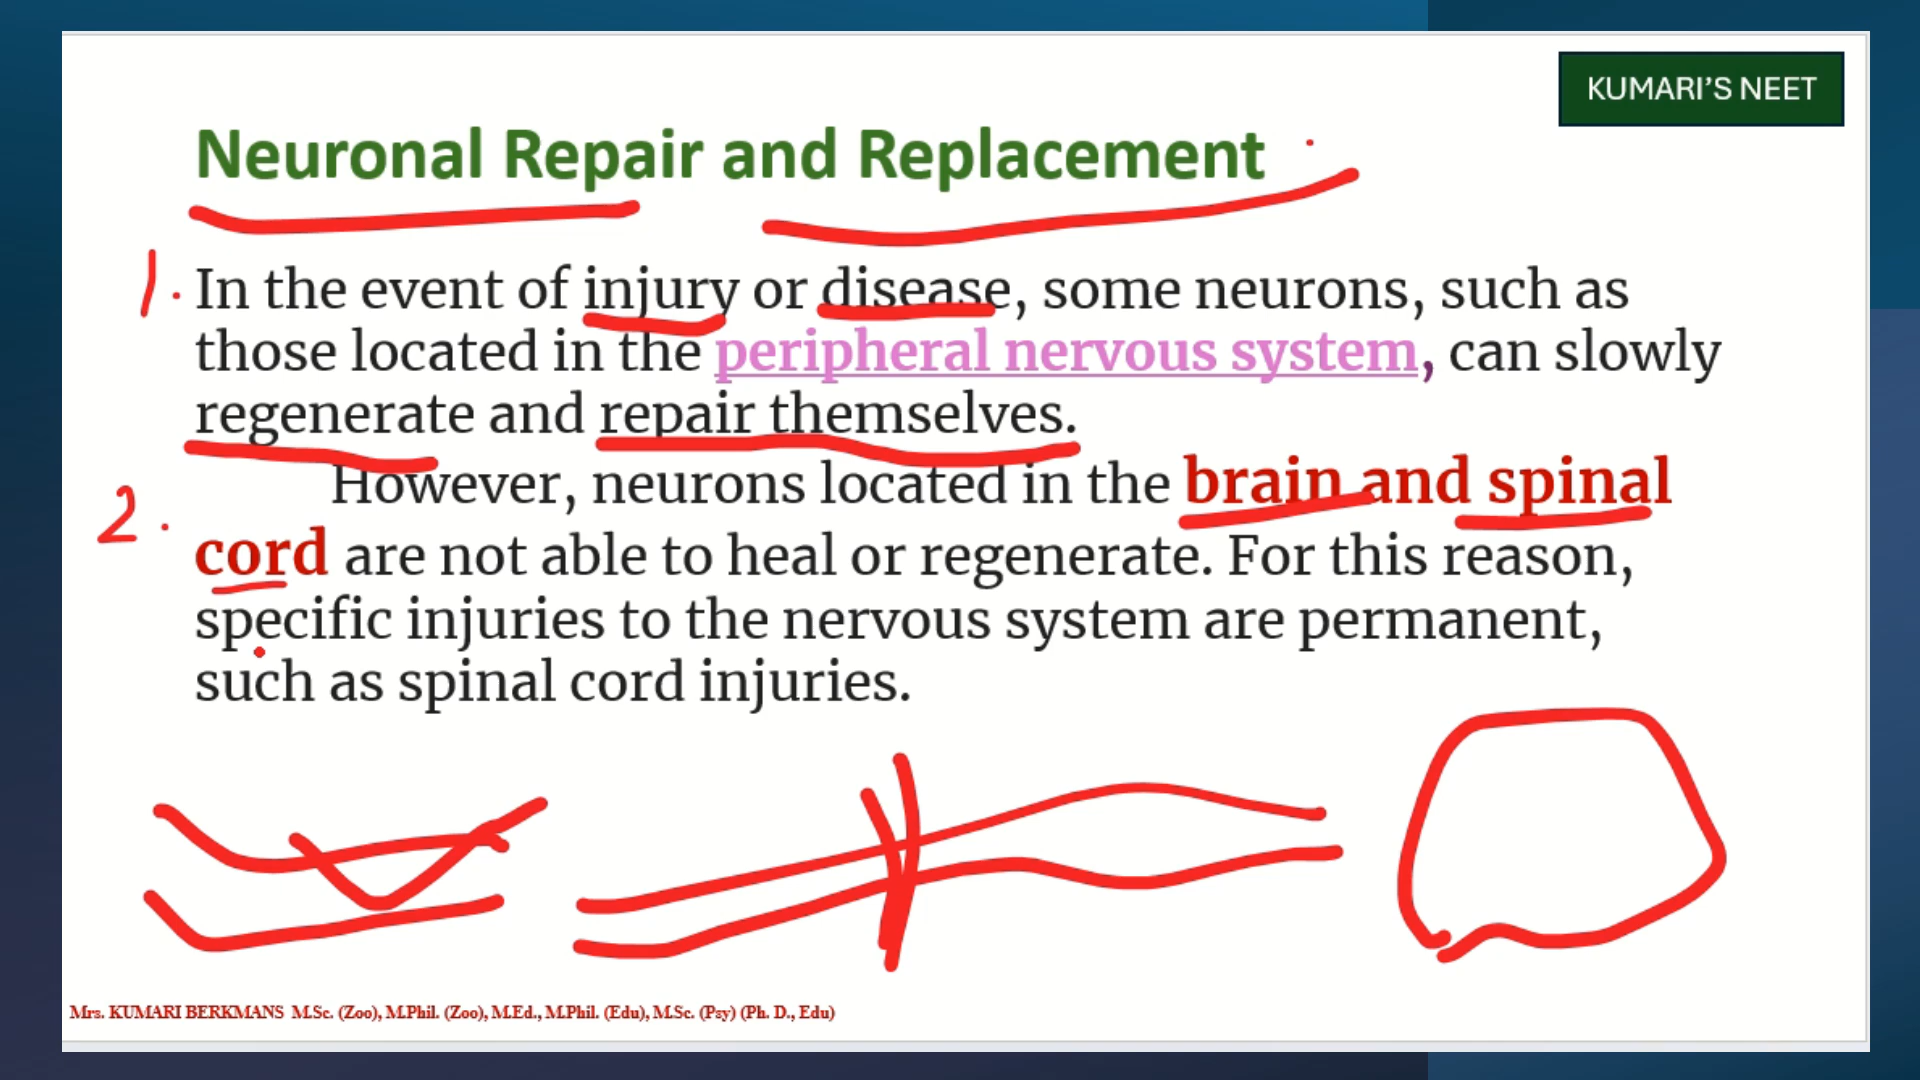 KUMARI'S NEET
Neuronal Repair and Replacement
1. In the event of injury or disease, some neurons, such as
those located in the peripheral nervous system, can slowly
regenerate and repair themselves.
2. However, neurons located in the brain and spinal
cord are not able to heal or regenerate. For this reason,
specific injuries to the nervous system are permanent,
such as spinal cord injuries.
Mrs. KUMARI BERKMANS M.Sc. (Zoo), M.Phil. (Zoo), M.Ed., M.Phil. (Edu), M.Sc. (Psy) (Ph. D., Edu)